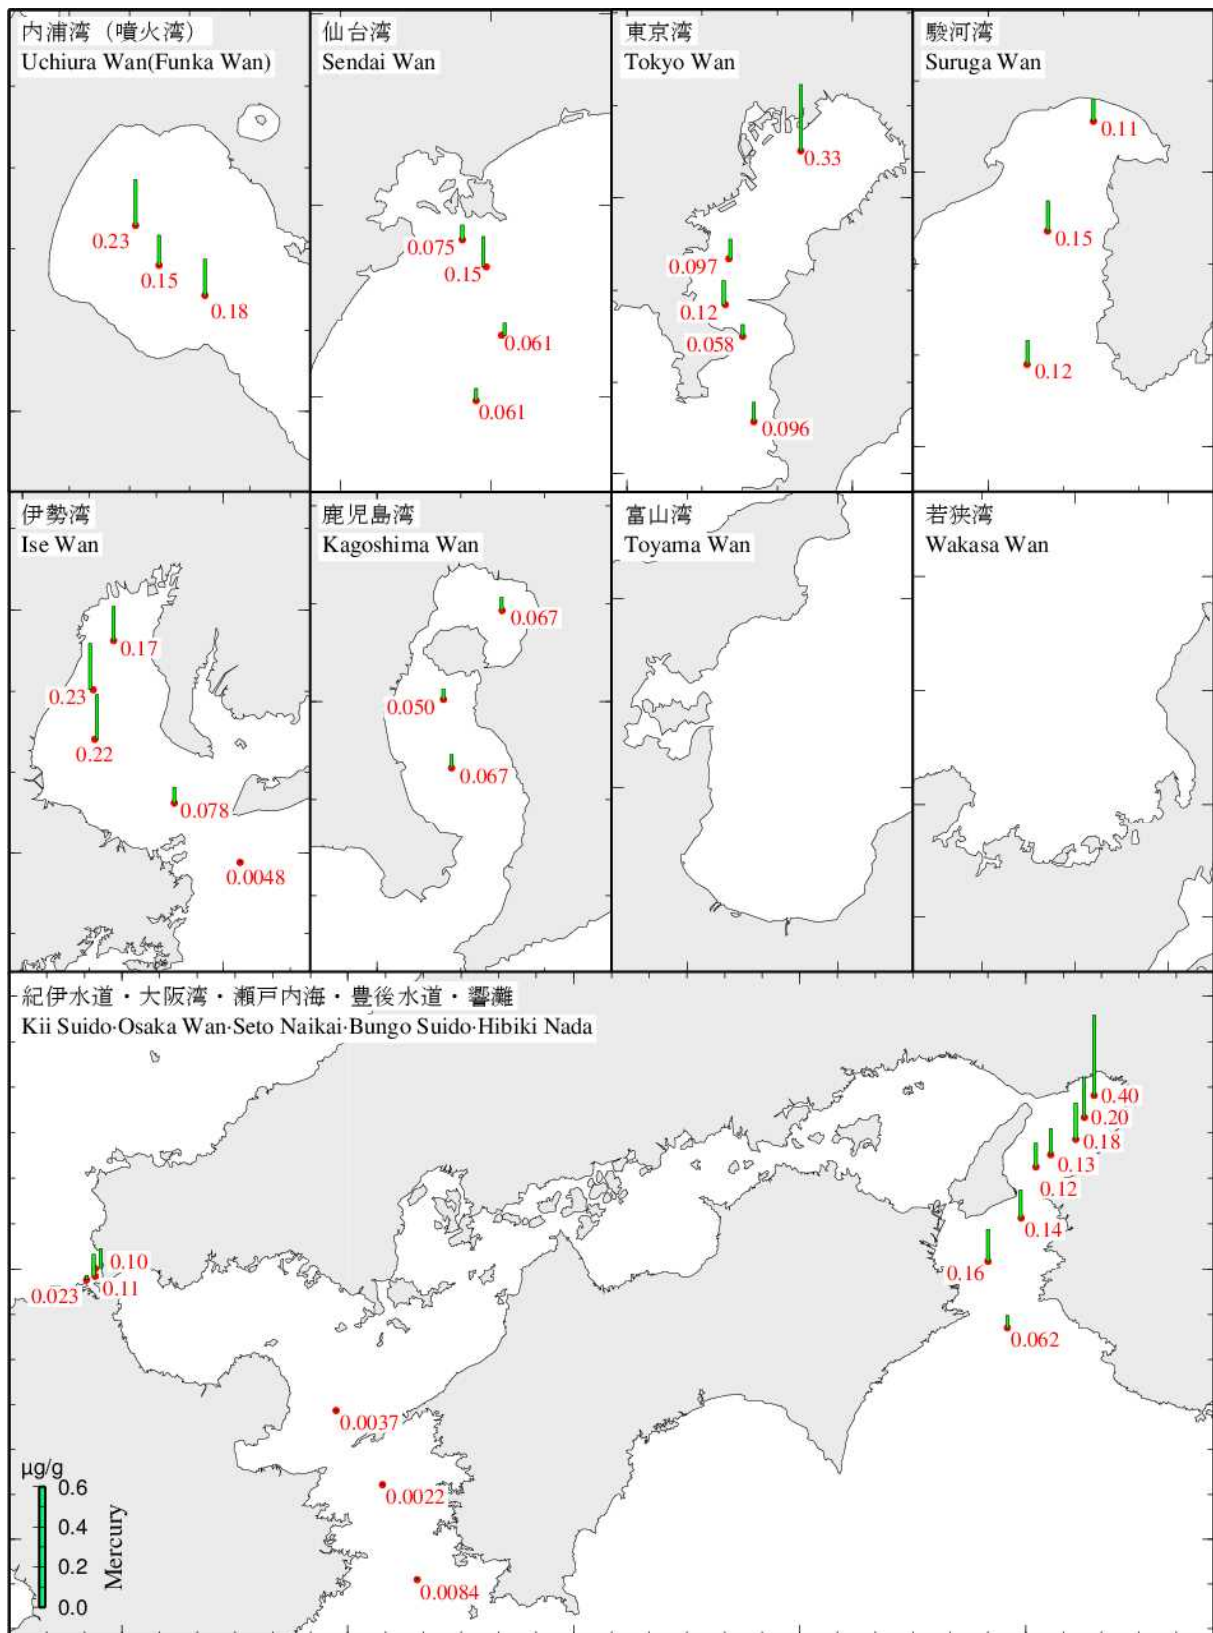 内浦湾（噴火湾）
Uchiura Wan(Funka Wan)
0.23
0.15
0.18
仙台湾
Sendai Wan
0.075
0.15
0.061
0.061
東京湾
Tokyo Wan
0.33
0.097
0.12
0.058
0.096
駿河湾
Suruga Wan
0.11
0.15
0.12
伊勢湾
Ise Wan
0.17
0.23
0.22
0.078
0.0048
鹿児島湾
Kagoshima Wan
0.067
0.050
0.067
富山湾
Toyama Wan
若狭湾
Wakasa Wan
紀伊水道・大阪湾・瀬戸内海・豊後水道・響灘
Kii Suido·Osaka Wan·Seto Naikai·Bungo Suido·Hibiki Nada
0.40
0.20
0.18
0.13
0.12
0.14
0.16
0.062
0.10
0.11
0.023
0.0037
0.0022
0.0084
µg/g
0.6
0.4
0.2
0.0
Mercury